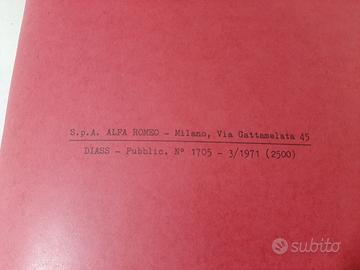 S.p.A. ALFA ROMEO - Milano, Via Gattamelata 45
DIASS - Pubblic. N° 1705 - 3/1971 (2500)
subito